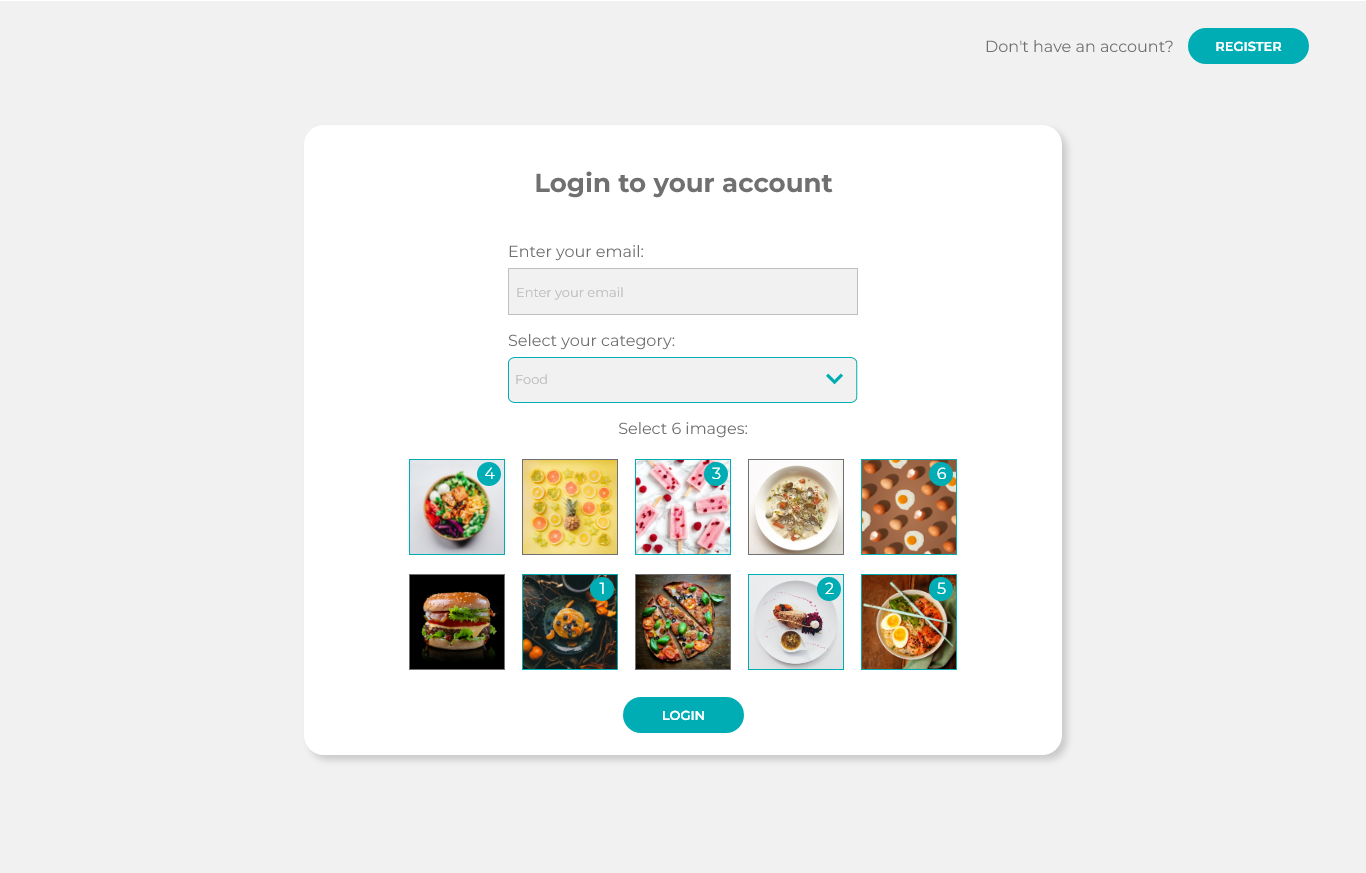 Don't have an account?
REGISTER
Login to your account
Enter your email:
Enter your email
Select your category:
Food
Select 6 images:
4
3
6
1
2
5
LOGIN